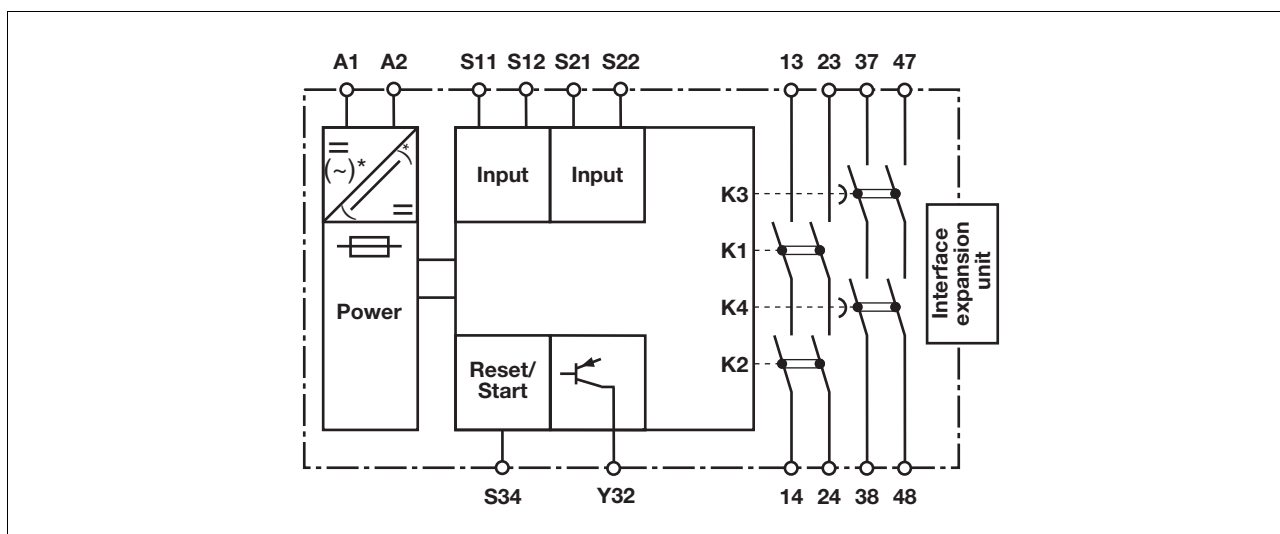 A1 A2 S11 S12 S21 S22 13 23 37 47
= (~)* * =
Input Input
K3
K1
K4
K2
Power
Reset/
Start
Interface
expansion
unit
S34 Y32 14 24 38 48